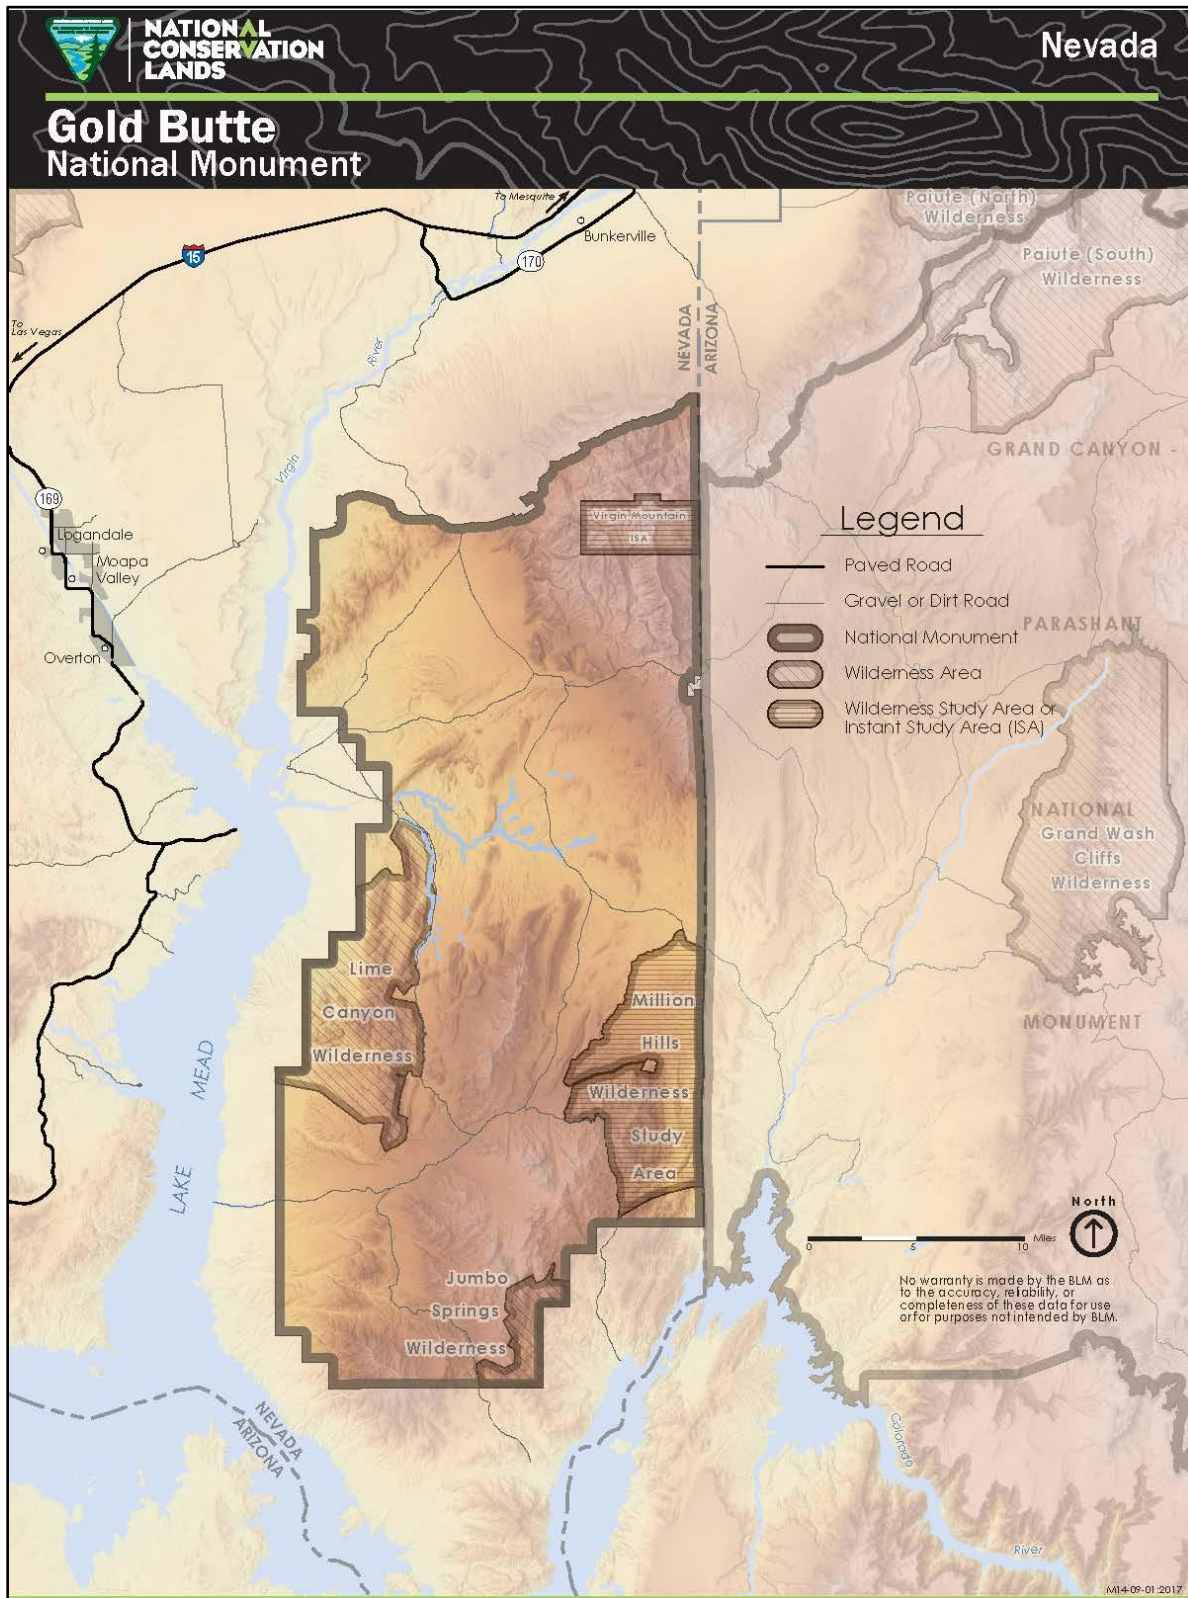 NATIONAL
CONSERVATION
LANDS
Nevada
Gold Butte
National Monument
To Mesquite
Bunkerville
15
170
To
Las Vegas
River
Virgin
NEVADA
ARIZONA
Paiute (North)
Wilderness
Paiute (South)
Wilderness
GRAND CANYON -
169
Logandale
Moapa
Valley
Overton
Virgin Mountain
ISA
Legend
Paved Road
Gravel or Dirt Road
National Monument
Wilderness Area
Wilderness Study Area or
Instant Study Area (ISA)
PARASHANT
NATIONAL
Grand Wash
Cliffs
Wilderness
MONUMENT
Lime
Canyon
Wilderness
Million
Hills
Wilderness
Study
Area
LAKE MEAD
Jumbo
Springs
Wilderness
North
0 5 10 Miles
No warranty is made by the BLM as
to the accuracy, reliability, or
completeness of these data for use
or for purposes not intended by BLM.
NEVADA
ARIZONA
Colorado
River
M14-09-01:2017